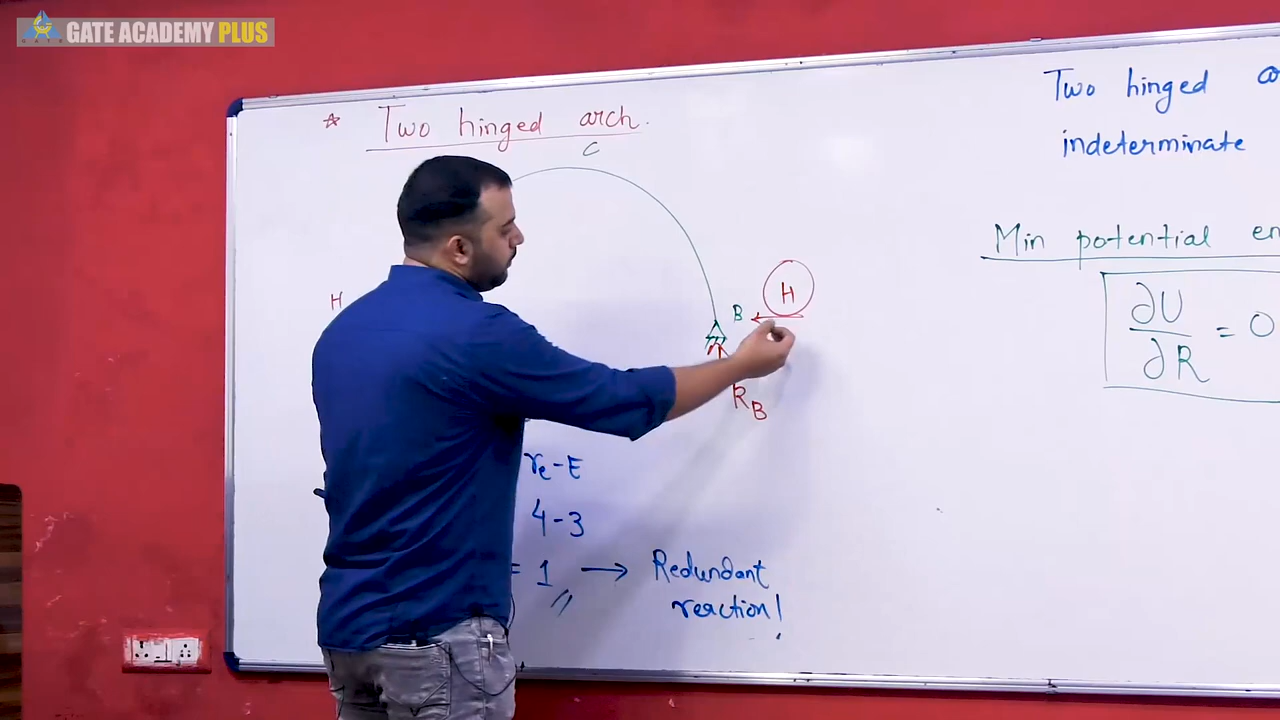 GATE ACADEMY PLUS
GATE
* Two hinged arch.
C
H
B
H
R_B
r_e - E
4 - 3
= 1 → Redundant
reaction!
Two hinged
indeterminate
Min potential
∂U/∂R = 0